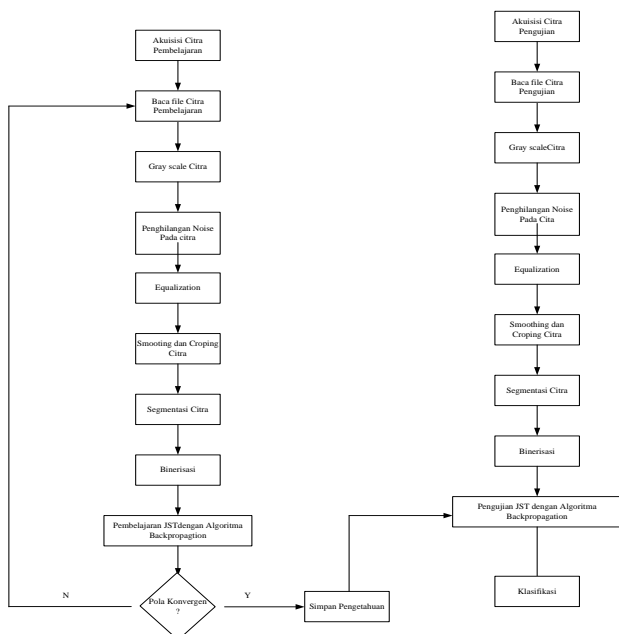 Akuisisi Citra
Pembelajaran
Baca file Citra
Pembelajaran
Gray scale Citra
Penghilangan Noise
Pada citra
Equalization
Smooting dan Croping
Citra
Segmentasi Citra
Binerisasi
Pembelajaran JSTdengan Algoritma
Backpropagtion
Pola Konvergen
?
N
Y
Simpan Pengetahuan
Akuisisi Citra
Pengujian
Baca file Citra
Pengujian
Gray scaleCitra
Penghilangan Noise
Pada Cita
Equalization
Smoothing dan
Croping Citra
Segmentasi Citra
Binerisasi
Pengujian JST dengan Algoritma
Backpropagation
Klasifikasi